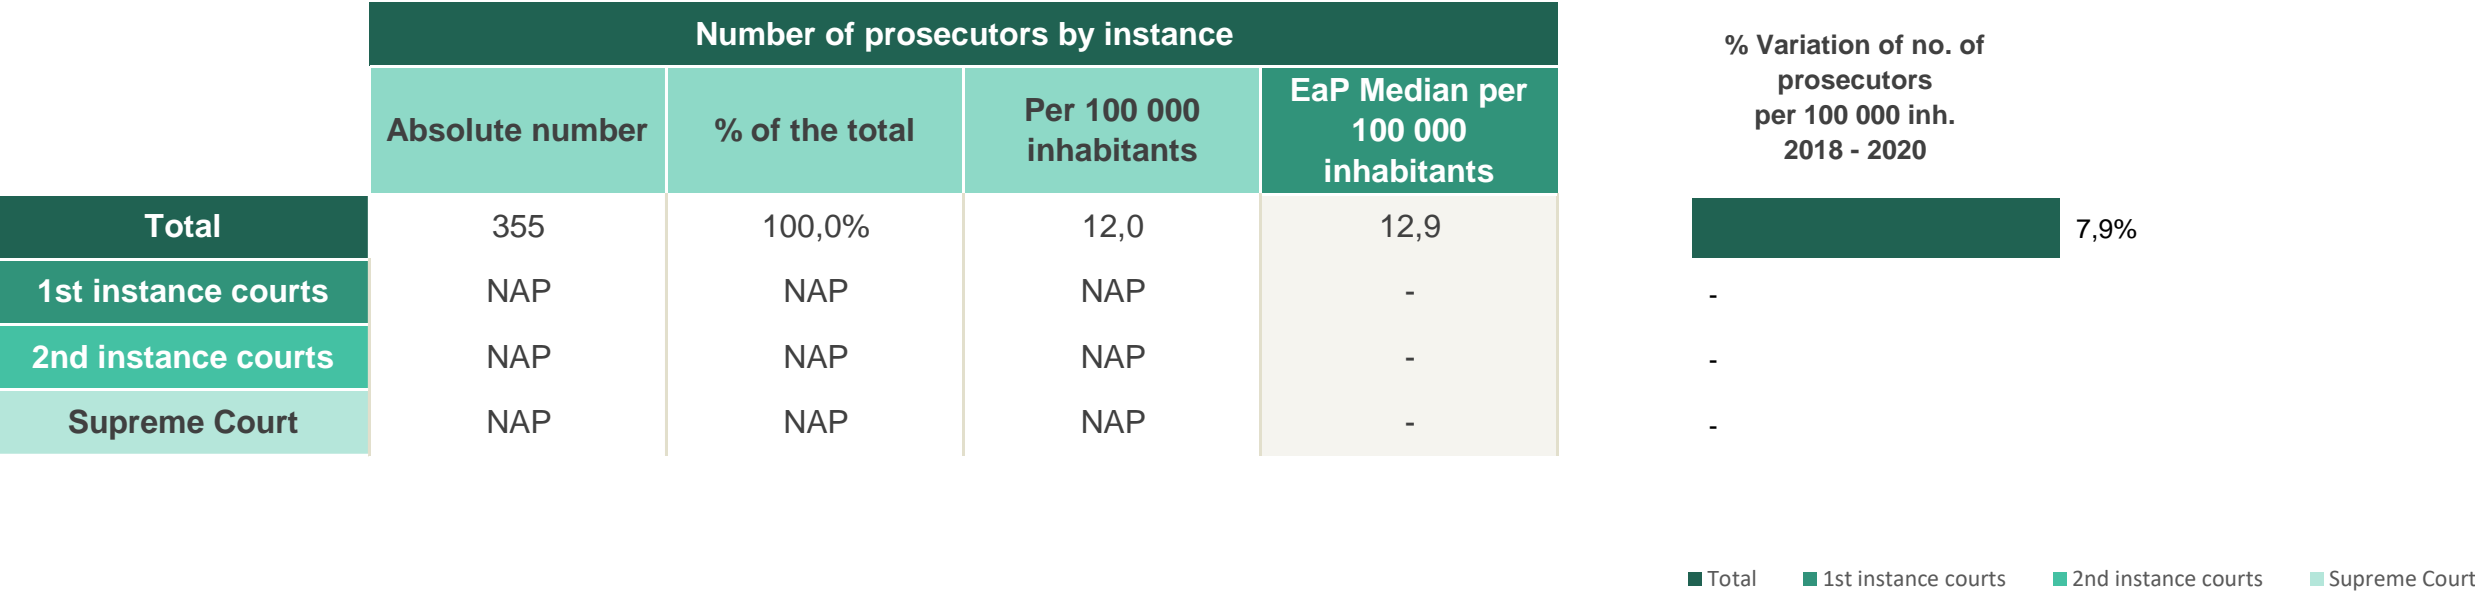 Number of prosecutors by instance
Absolute number
% of the total
Per 100 000
inhabitants
EaP Median per
100 000
inhabitants
Total 355 100,0% 12,0 12,9
1st instance courts NAP NAP NAP -
2nd instance courts NAP NAP NAP -
Supreme Court NAP NAP NAP -
% Variation of no. of
prosecutors
per 100 000 inh.
2018 - 2020
7,9%
-
-
-
Total 1st instance courts 2nd instance courts Supreme Court